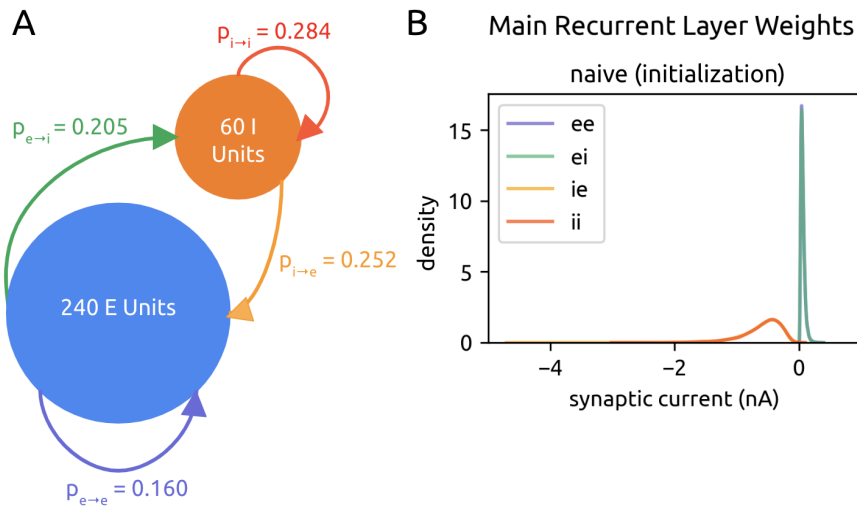 A
p_i→i = 0.284
p_e→i = 0.205
60 I
Units
p_i→e = 0.252
240 E Units
p_e→e = 0.160
B
Main Recurrent Layer Weights
naive (initialization)
density
15
10
5
0
ee
ei
ie
ii
−4
−2
0
synaptic current (nA)